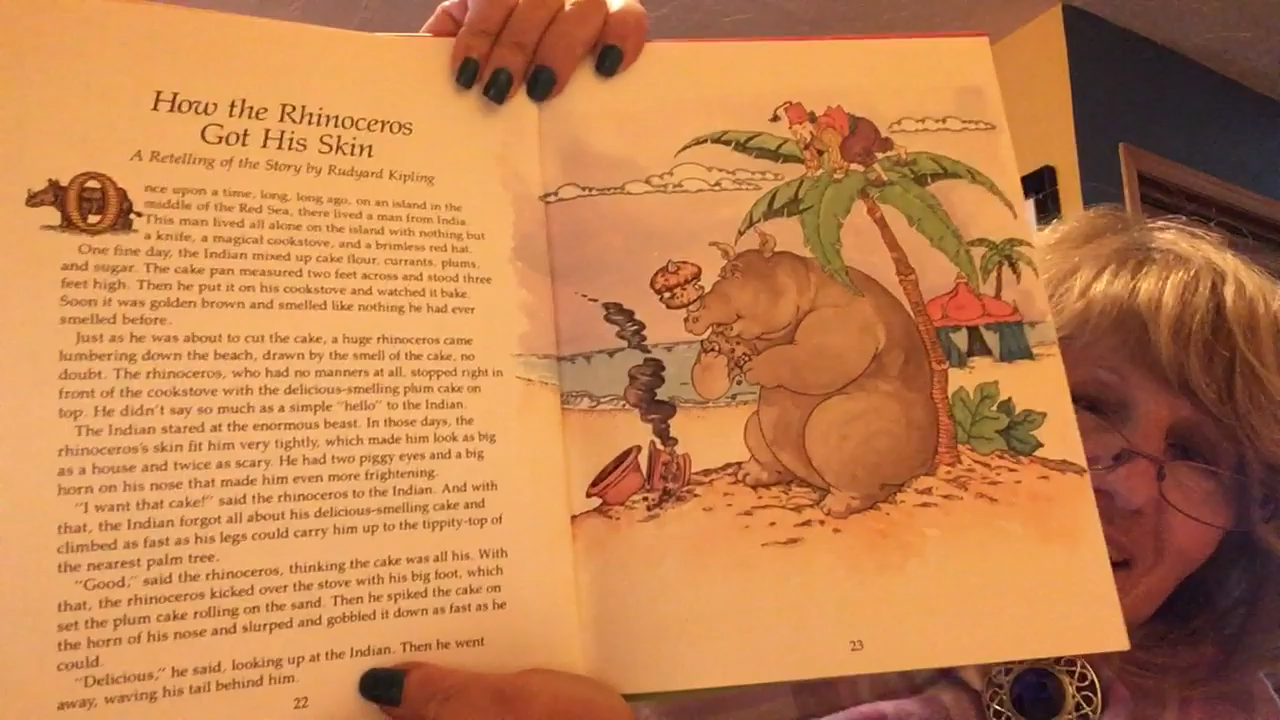 How the Rhinoceros
Got His Skin
A Retelling of the Story by Rudyard Kipling
Once upon a time, long, long ago, on an island in the
middle of the Red Sea, there lived a man from India.
This man lived all alone on the island with nothing but
a knife, a magical cookstove, and a brimless red hat.
One fine day, the Indian mixed up cake flour, currants, plums,
and sugar. The cake pan measured two feet across and stood three
feet high. Then he put it on his cookstove and watched it bake.
Soon it was golden brown and smelled like nothing he had ever
smelled before.
Just as he was about to cut the cake, a huge rhinoceros came
lumbering down the beach, drawn by the smell of the cake, no
doubt. The rhinoceros, who had no manners at all, stopped right in
front of the cookstove with the delicious-smelling plum cake on
top. He didn't say so much as a simple "hello" to the Indian.
The Indian stared at the enormous beast. In those days, the
rhinoceros's skin fit him very tightly, which made him look as big
as a house and twice as scary. He had two piggy eyes and a big
horn on his nose that made him even more frightening.
"I want that cake!" said the rhinoceros to the Indian. And with
that, the Indian forgot all about his delicious-smelling cake and
climbed as fast as his legs could carry him up to the tippity-top of
the nearest palm tree.
"Good," said the rhinoceros, thinking the cake was all his. With
that, the rhinoceros kicked over the stove with his big foot, which
set the plum cake rolling on the sand. Then he spiked the cake on
the horn of his nose and slurped and gobbled it down as fast as he
could.
"Delicious," he said, looking up at the Indian. Then he went
away, waving his tail behind him.
22
23